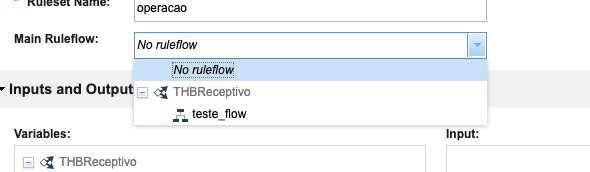 * Ruleset Name:
operacao
Main Ruleflow:
No ruleflow
No ruleflow
THBReceptivo
teste_flow
Inputs and Output
Variables:
Input:
THBReceptivo